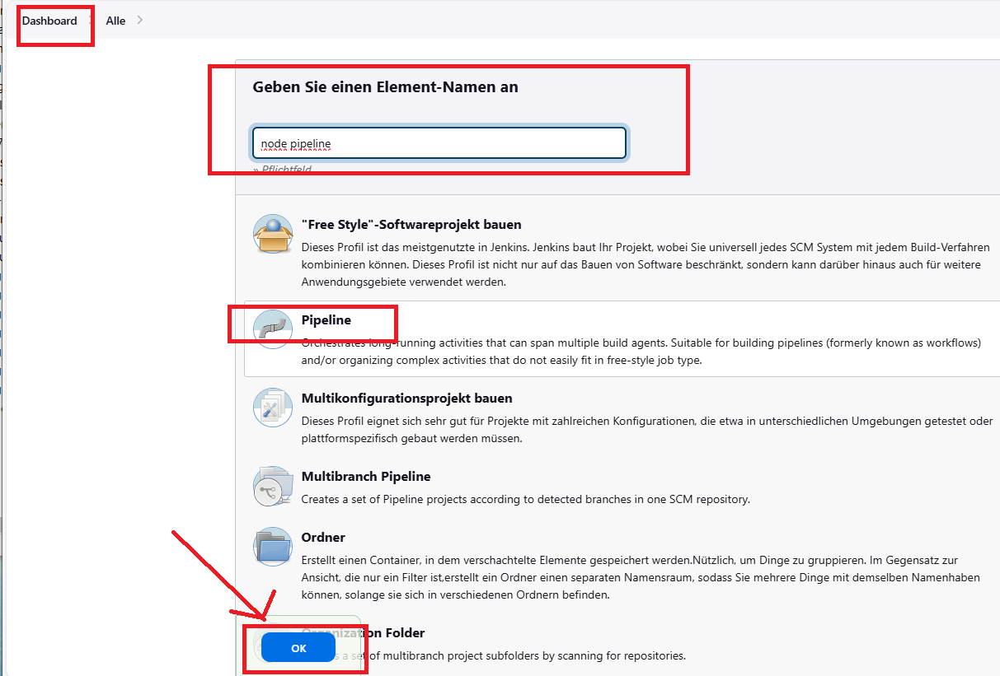 Dashboard
Alle
Geben Sie einen Element-Namen an
node pipeline
» Pflichtfeld
"Free Style"-Softwareprojekt bauen
Dieses Profil ist das meistgenutzte in Jenkins. Jenkins baut Ihr Projekt, wobei Sie universell jedes SCM System mit jedem Build-Verfahren
kombinieren können. Dieses Profil ist nicht nur auf das Bauen von Software beschränkt, sondern kann darüber hinaus auch für weitere
Anwendungsgebiete verwendet werden.
Pipeline
Orchestrates long-running activities that can span multiple build agents. Suitable for building pipelines (formerly known as workflows)
and/or organizing complex activities that do not easily fit in free-style job type.
Multikonfigurationsprojekt bauen
Dieses Profil eignet sich sehr gut für Projekte mit zahlreichen Konfigurationen, die etwa in unterschiedlichen Umgebungen getestet oder
plattformspezifisch gebaut werden müssen.
Multibranch Pipeline
Creates a set of Pipeline projects according to detected branches in one SCM repository.
Ordner
Erstellt einen Container, in dem verschachtelte Elemente gespeichert werden.Nützlich, um Dinge zu gruppieren. Im Gegensatz zur
Ansicht, die nur ein Filter ist,erstellt ein Ordner einen separaten Namensraum, sodass Sie mehrere Dinge mit demselben Namenhaben
können, solange sie sich in verschiedenen Ordnern befinden.
Organization Folder
a set of multibranch project subfolders by scanning for repositories.
OK